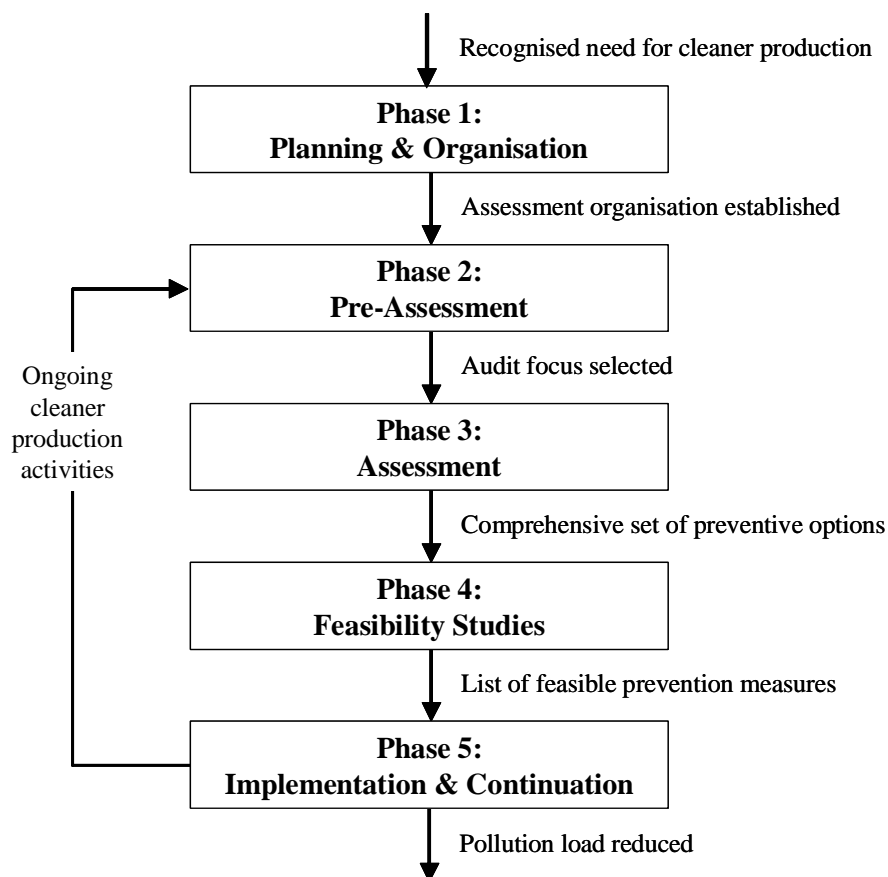 Recognised need for cleaner production
Phase 1:
Planning & Organisation
Assessment organisation established
Phase 2:
Pre-Assessment
Audit focus selected
Ongoing
cleaner
production
activities
Phase 3:
Assessment
Comprehensive set of preventive options
Phase 4:
Feasibility Studies
List of feasible prevention measures
Phase 5:
Implementation & Continuation
Pollution load reduced